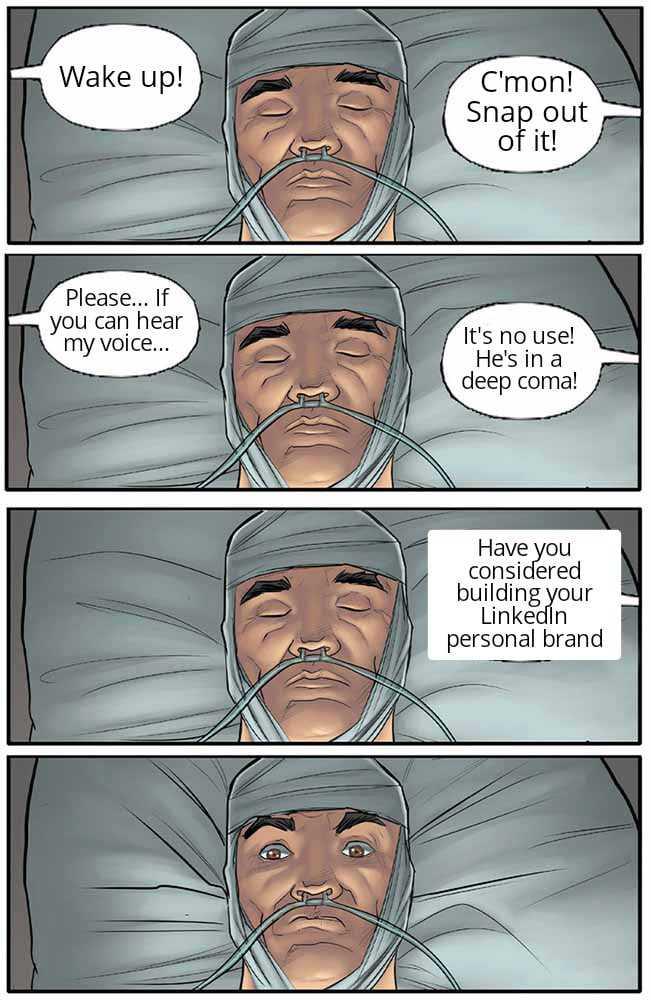 Wake up!
C'mon!
Snap out
of it!
Please... If
you can hear
my voice...
It's no use!
He's in a
deep coma!
Have you
considered
building your
LinkedIn
personal brand